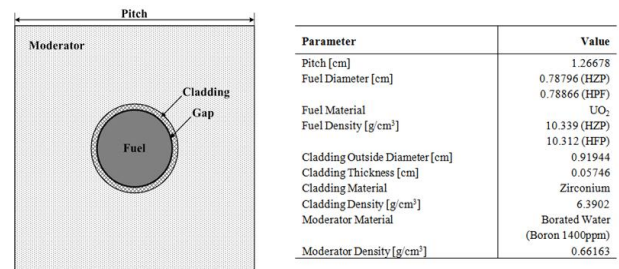 Pitch
Moderator
Cladding
Gap
Fuel
Parameter Value
Pitch [cm] 1.26678
Fuel Diameter [cm] 0.78796 (HZP)
0.78866 (HPF)
Fuel Material UO₂
Fuel Density [g/cm³] 10.339 (HZP)
10.312 (HFP)
Cladding Outside Diameter [cm] 0.91944
Cladding Thickness [cm] 0.05746
Cladding Material Zirconium
Cladding Density [g/cm³] 6.3902
Moderator Material Borated Water
(Boron 1400ppm)
Moderator Density [g/cm³] 0.66163